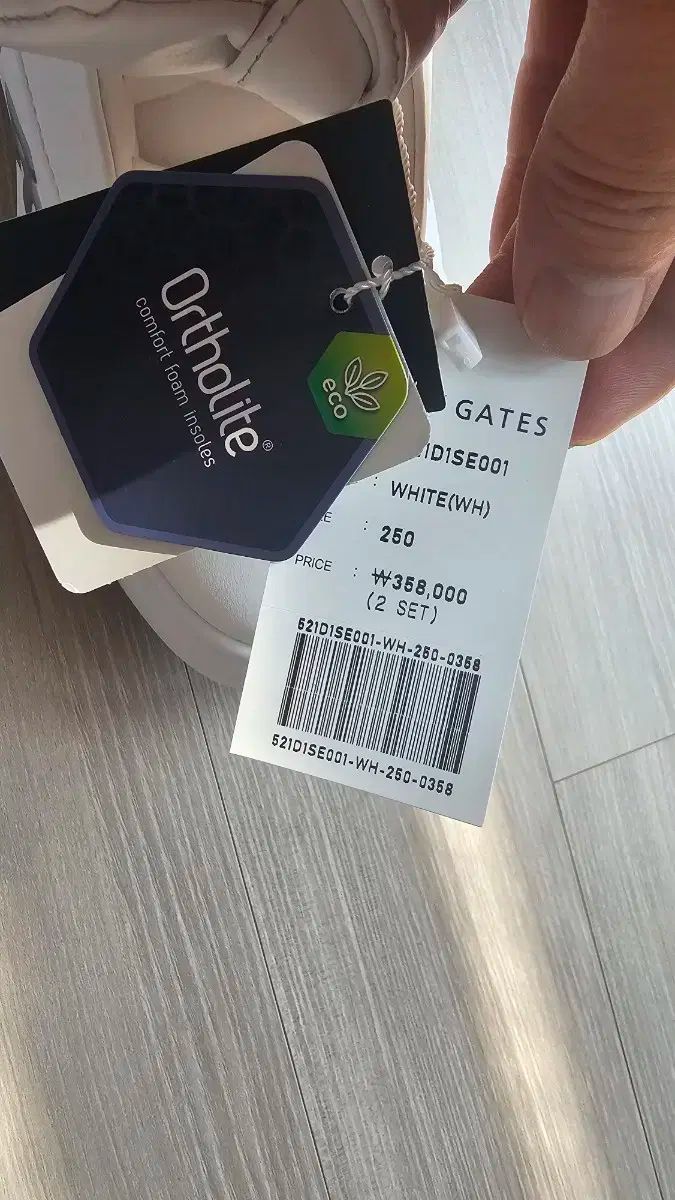 Ortholite®
comfort foam insoles
eco
GATES
1D1SE001
: WHITE(WH)
: 250
PRICE : ₩358,000
(2 SET)
521D1SE001-WH-250-0358
521D1SE001-WH-250-0358